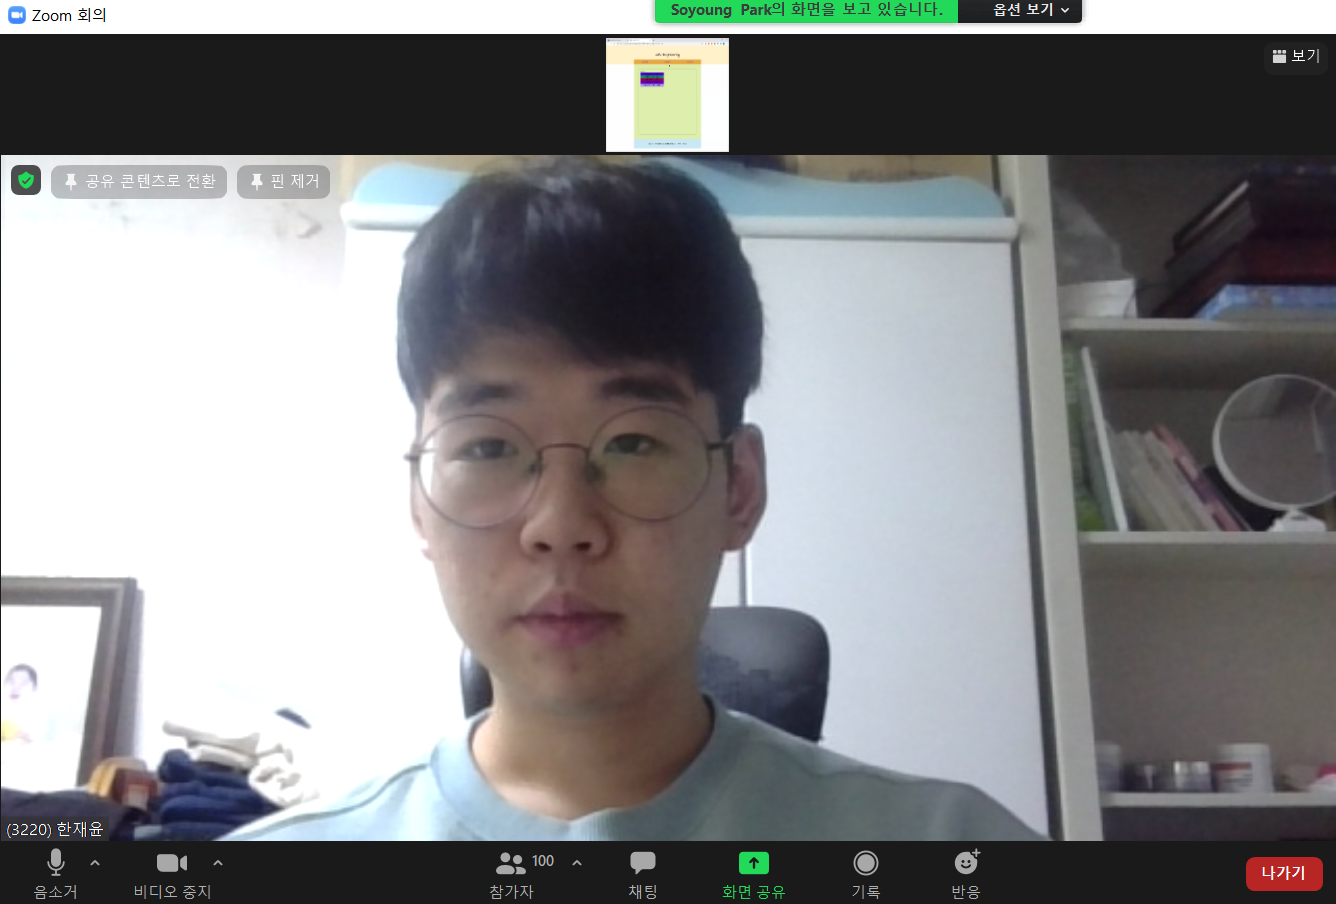 Zoom 회의
Soyoung Park의 화면을 보고 있습니다.
옵션 보기
보기
공유 콘텐츠로 전환
핀 제거
(3220) 한재윤
음소거
비디오 중지
100
참가자
채팅
화면 공유
기록
반응
나가기